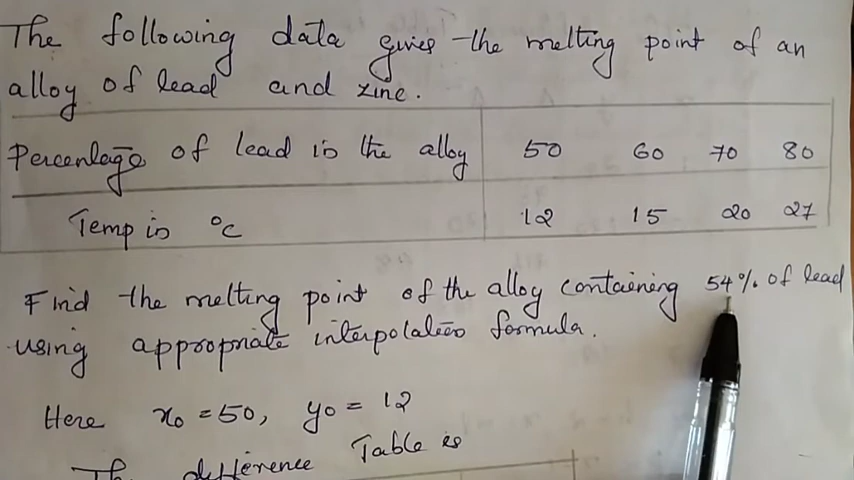 The following data gives the melting point of an
alloy of lead and zinc.
Percentage of lead in the alloy 50 60 70 80
Temp in °C 12 15 20 27
Find the melting point of the alloy containing 54% of lead
using appropriate interpolation formula.
Here x₀ = 50, y₀ = 12
The difference Table is